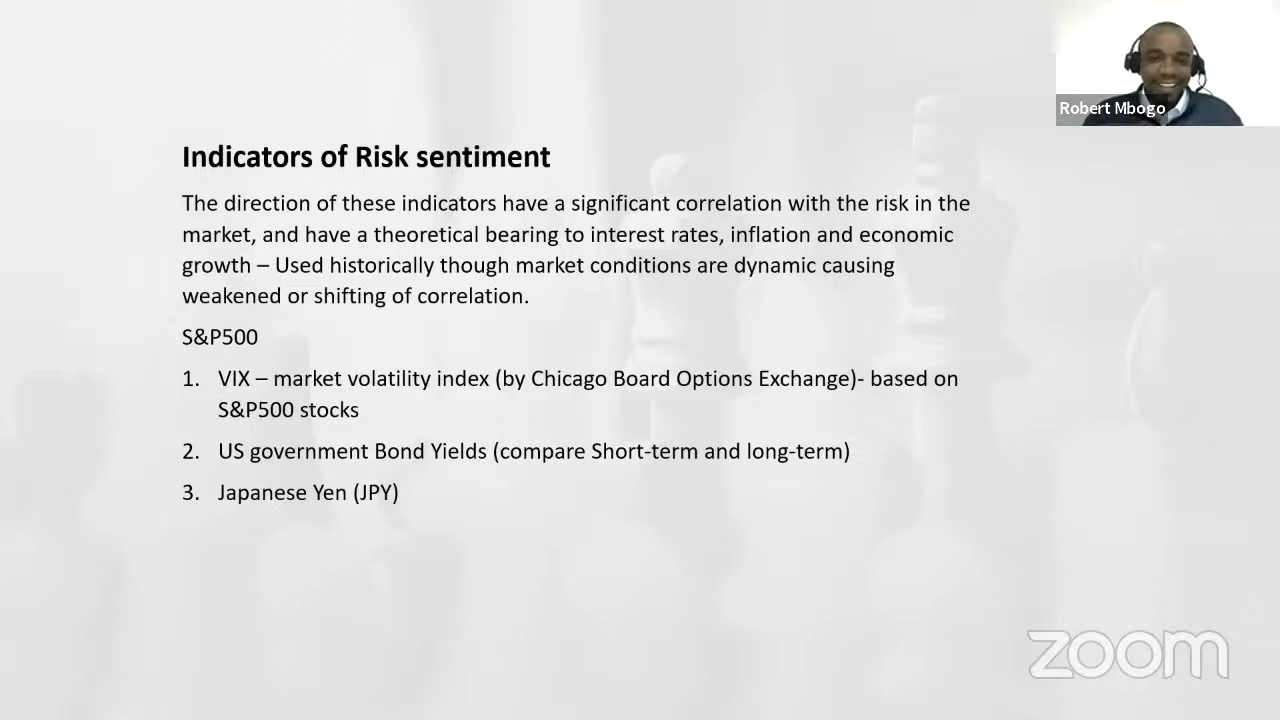 Robert Mbogo
Indicators of Risk sentiment
The direction of these indicators have a significant correlation with the risk in the
market, and have a theoretical bearing to interest rates, inflation and economic
growth – Used historically though market conditions are dynamic causing
weakened or shifting of correlation.
S&P500
1. VIX – market volatility index (by Chicago Board Options Exchange)- based on
S&P500 stocks
2. US government Bond Yields (compare Short-term and long-term)
3. Japanese Yen (JPY)
zoom